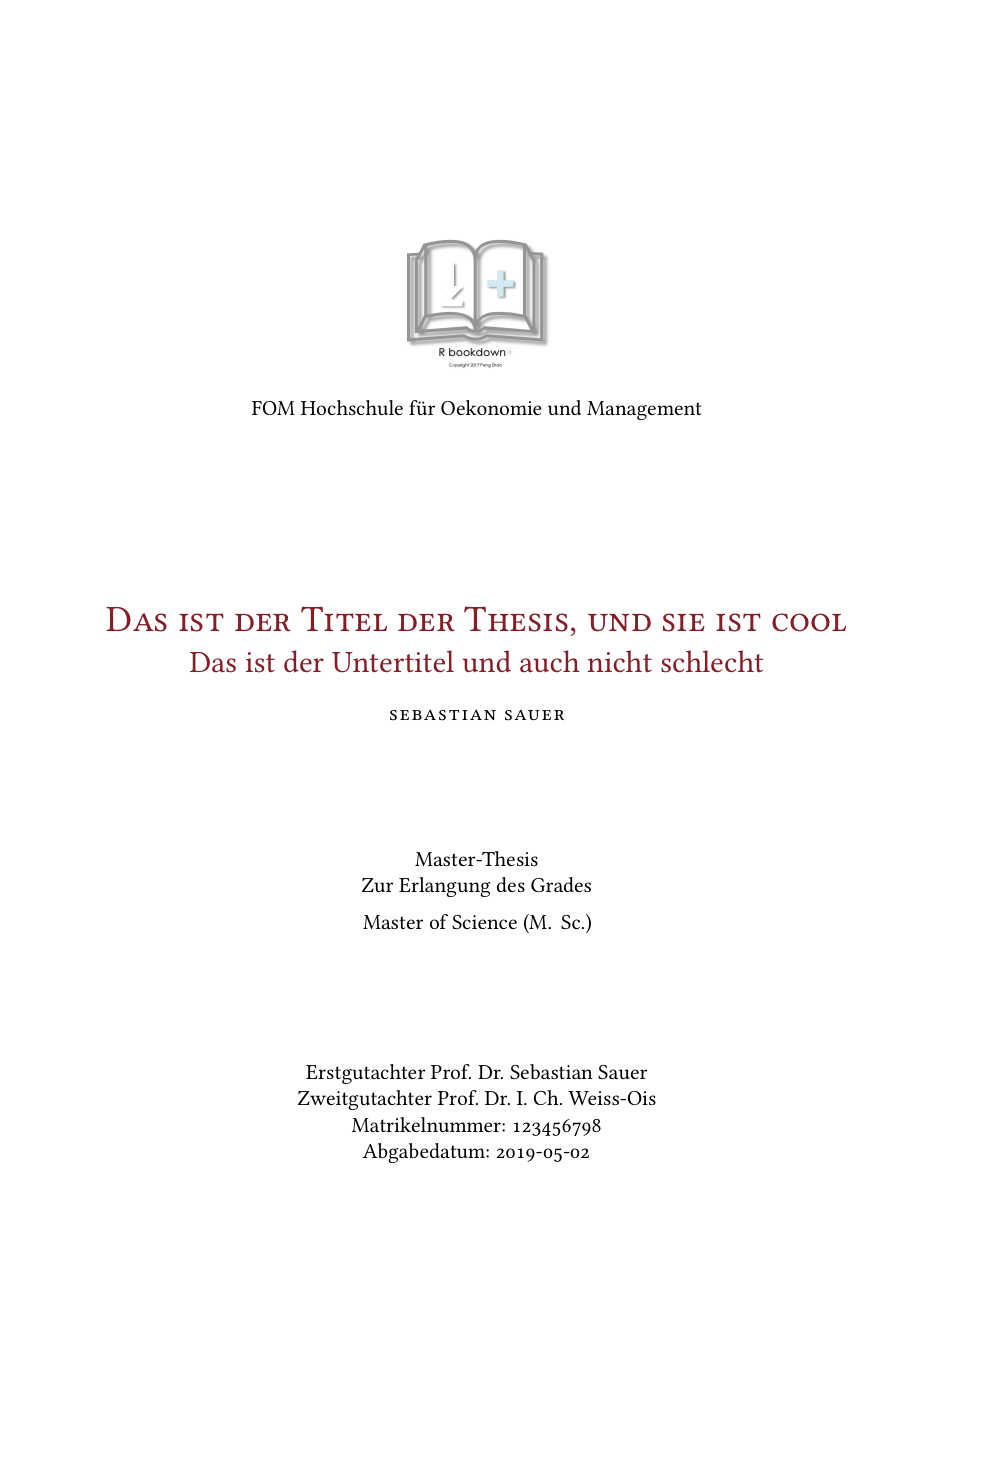 R bookdown+
Copyright 2017 Peng Zhao
FOM Hochschule für Oekonomie und Management
Das ist der Titel der Thesis, und sie ist cool
Das ist der Untertitel und auch nicht schlecht
Sebastian Sauer
Master-Thesis
Zur Erlangung des Grades
Master of Science (M. Sc.)
Erstgutachter Prof. Dr. Sebastian Sauer
Zweitgutachter Prof. Dr. I. Ch. Weiss-Ois
Matrikelnummer: 123456798
Abgabedatum: 2019-05-02